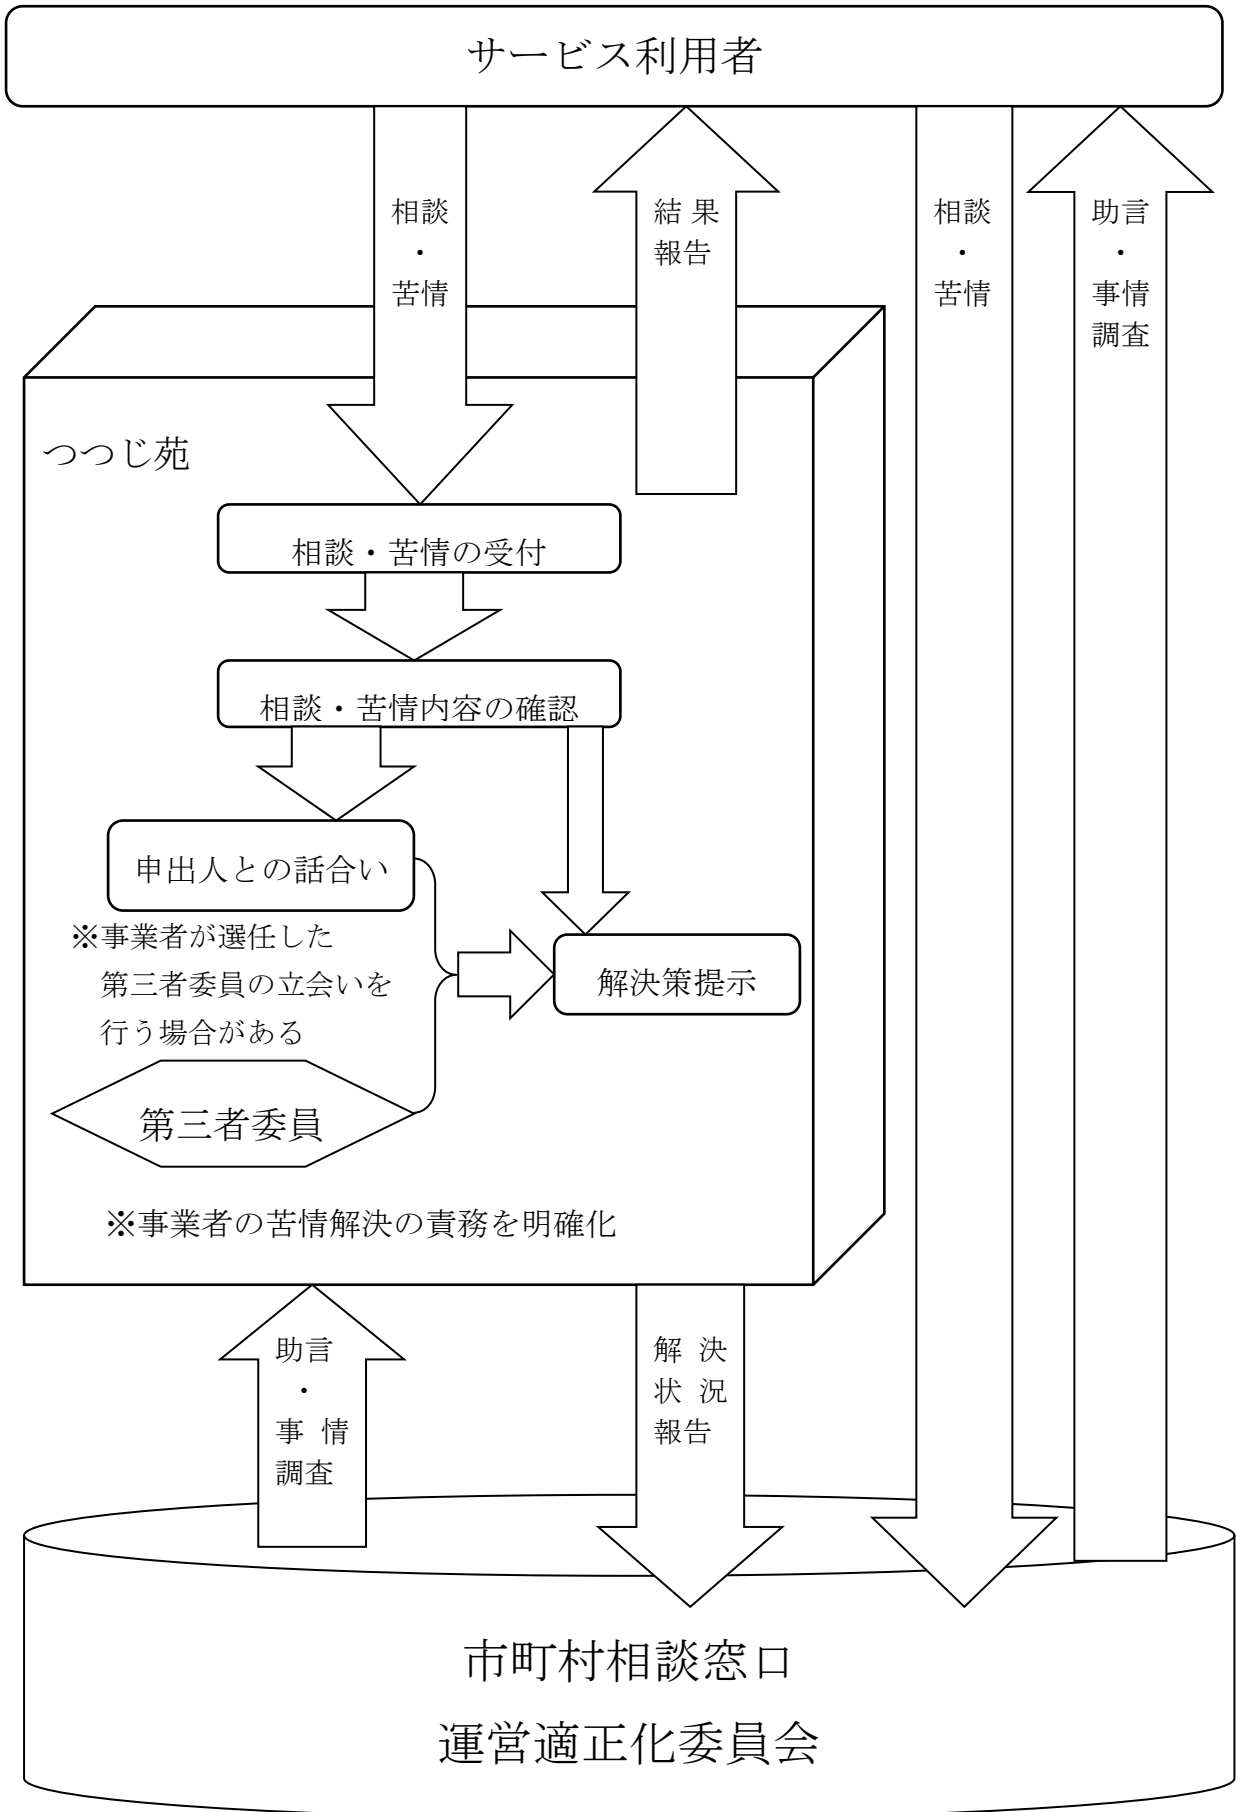 サービス利用者
相談
・
苦情
結果
報告
相談
・
苦情
助言
・
事情
調査
つつじ苑
相談・苦情の受付
相談・苦情内容の確認
申出人との話合い
※事業者が選任した
第三者委員の立会いを
行う場合がある
解決策提示
第三者委員
※事業者の苦情解決の責務を明確化
助言
・
事情
調査
解決
状況
報告
市町村相談窓口
運営適正化委員会